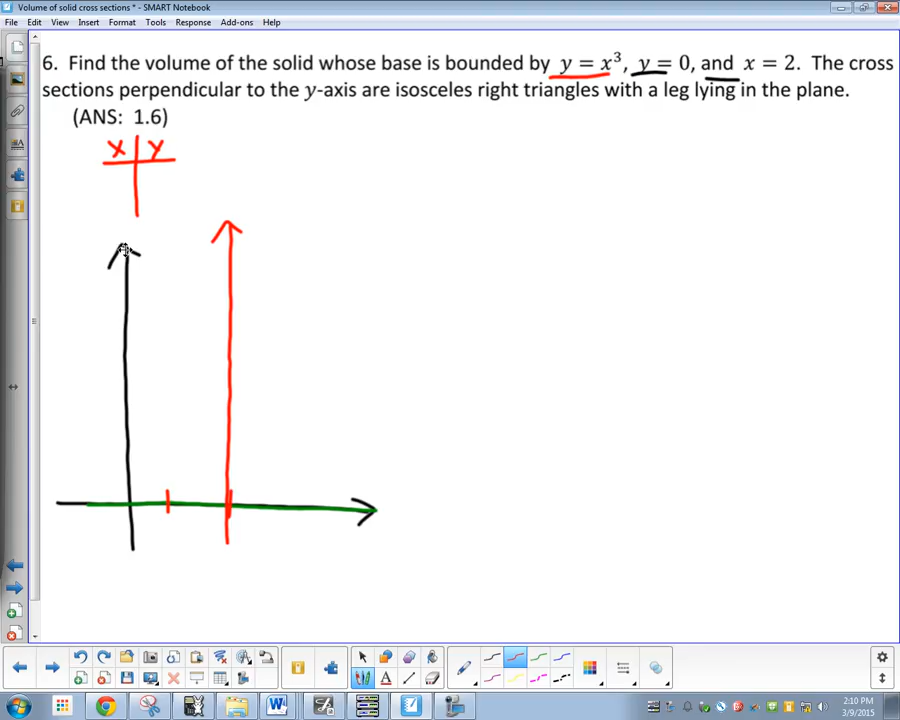 Volume of solid cross sections * - SMART Notebook
File Edit View Insert Format Tools Response Add-ons Help
6. Find the volume of the solid whose base is bounded by y = x³, y = 0, and x = 2. The cross
sections perpendicular to the y-axis are isosceles right triangles with a leg lying in the plane.
(ANS: 1.6)
x y
2:10 PM
3/9/2015